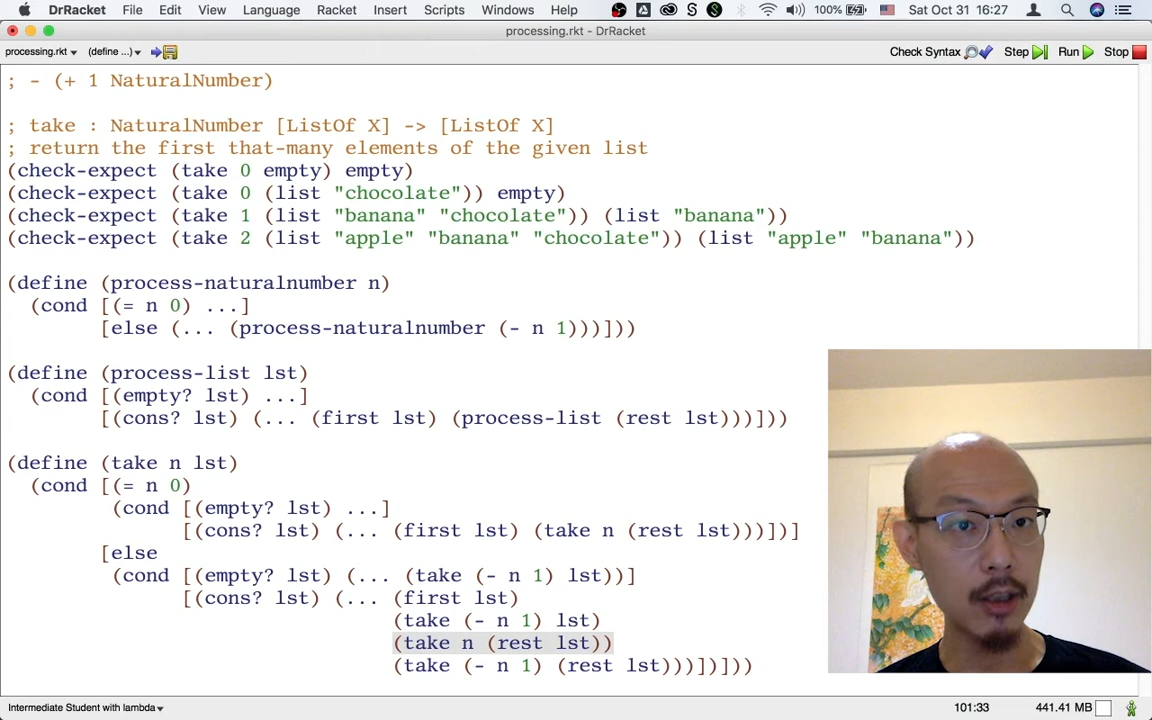 DrRacket File Edit View Language Racket Insert Scripts Windows Help 100% Sat Oct 31 16:27
processing.rkt - DrRacket
processing.rkt (define ...) Check Syntax Step Run Stop
; - (+ 1 NaturalNumber)
; take : NaturalNumber [ListOf X] -> [ListOf X]
; return the first that-many elements of the given list
(check-expect (take 0 empty) empty)
(check-expect (take 0 (list "chocolate")) empty)
(check-expect (take 1 (list "banana" "chocolate")) (list "banana"))
(check-expect (take 2 (list "apple" "banana" "chocolate")) (list "apple" "banana"))
(define (process-naturalnumber n)
(cond [(= n 0) ...]
[else (... (process-naturalnumber (- n 1)))]))
(define (process-list lst)
(cond [(empty? lst) ...]
[(cons? lst) (... (first lst) (process-list (rest lst)))]))
(define (take n lst)
(cond [(= n 0)
(cond [(empty? lst) ...]
[(cons? lst) (... (first lst) (take n (rest lst)))])]
[else
(cond [(empty? lst) (... (take (- n 1) lst))]
[(cons? lst) (... (first lst)
(take (- n 1) lst)
(take n (rest lst))
(take (- n 1) (rest lst)))])]))
Intermediate Student with lambda 101:33 441.41 MB